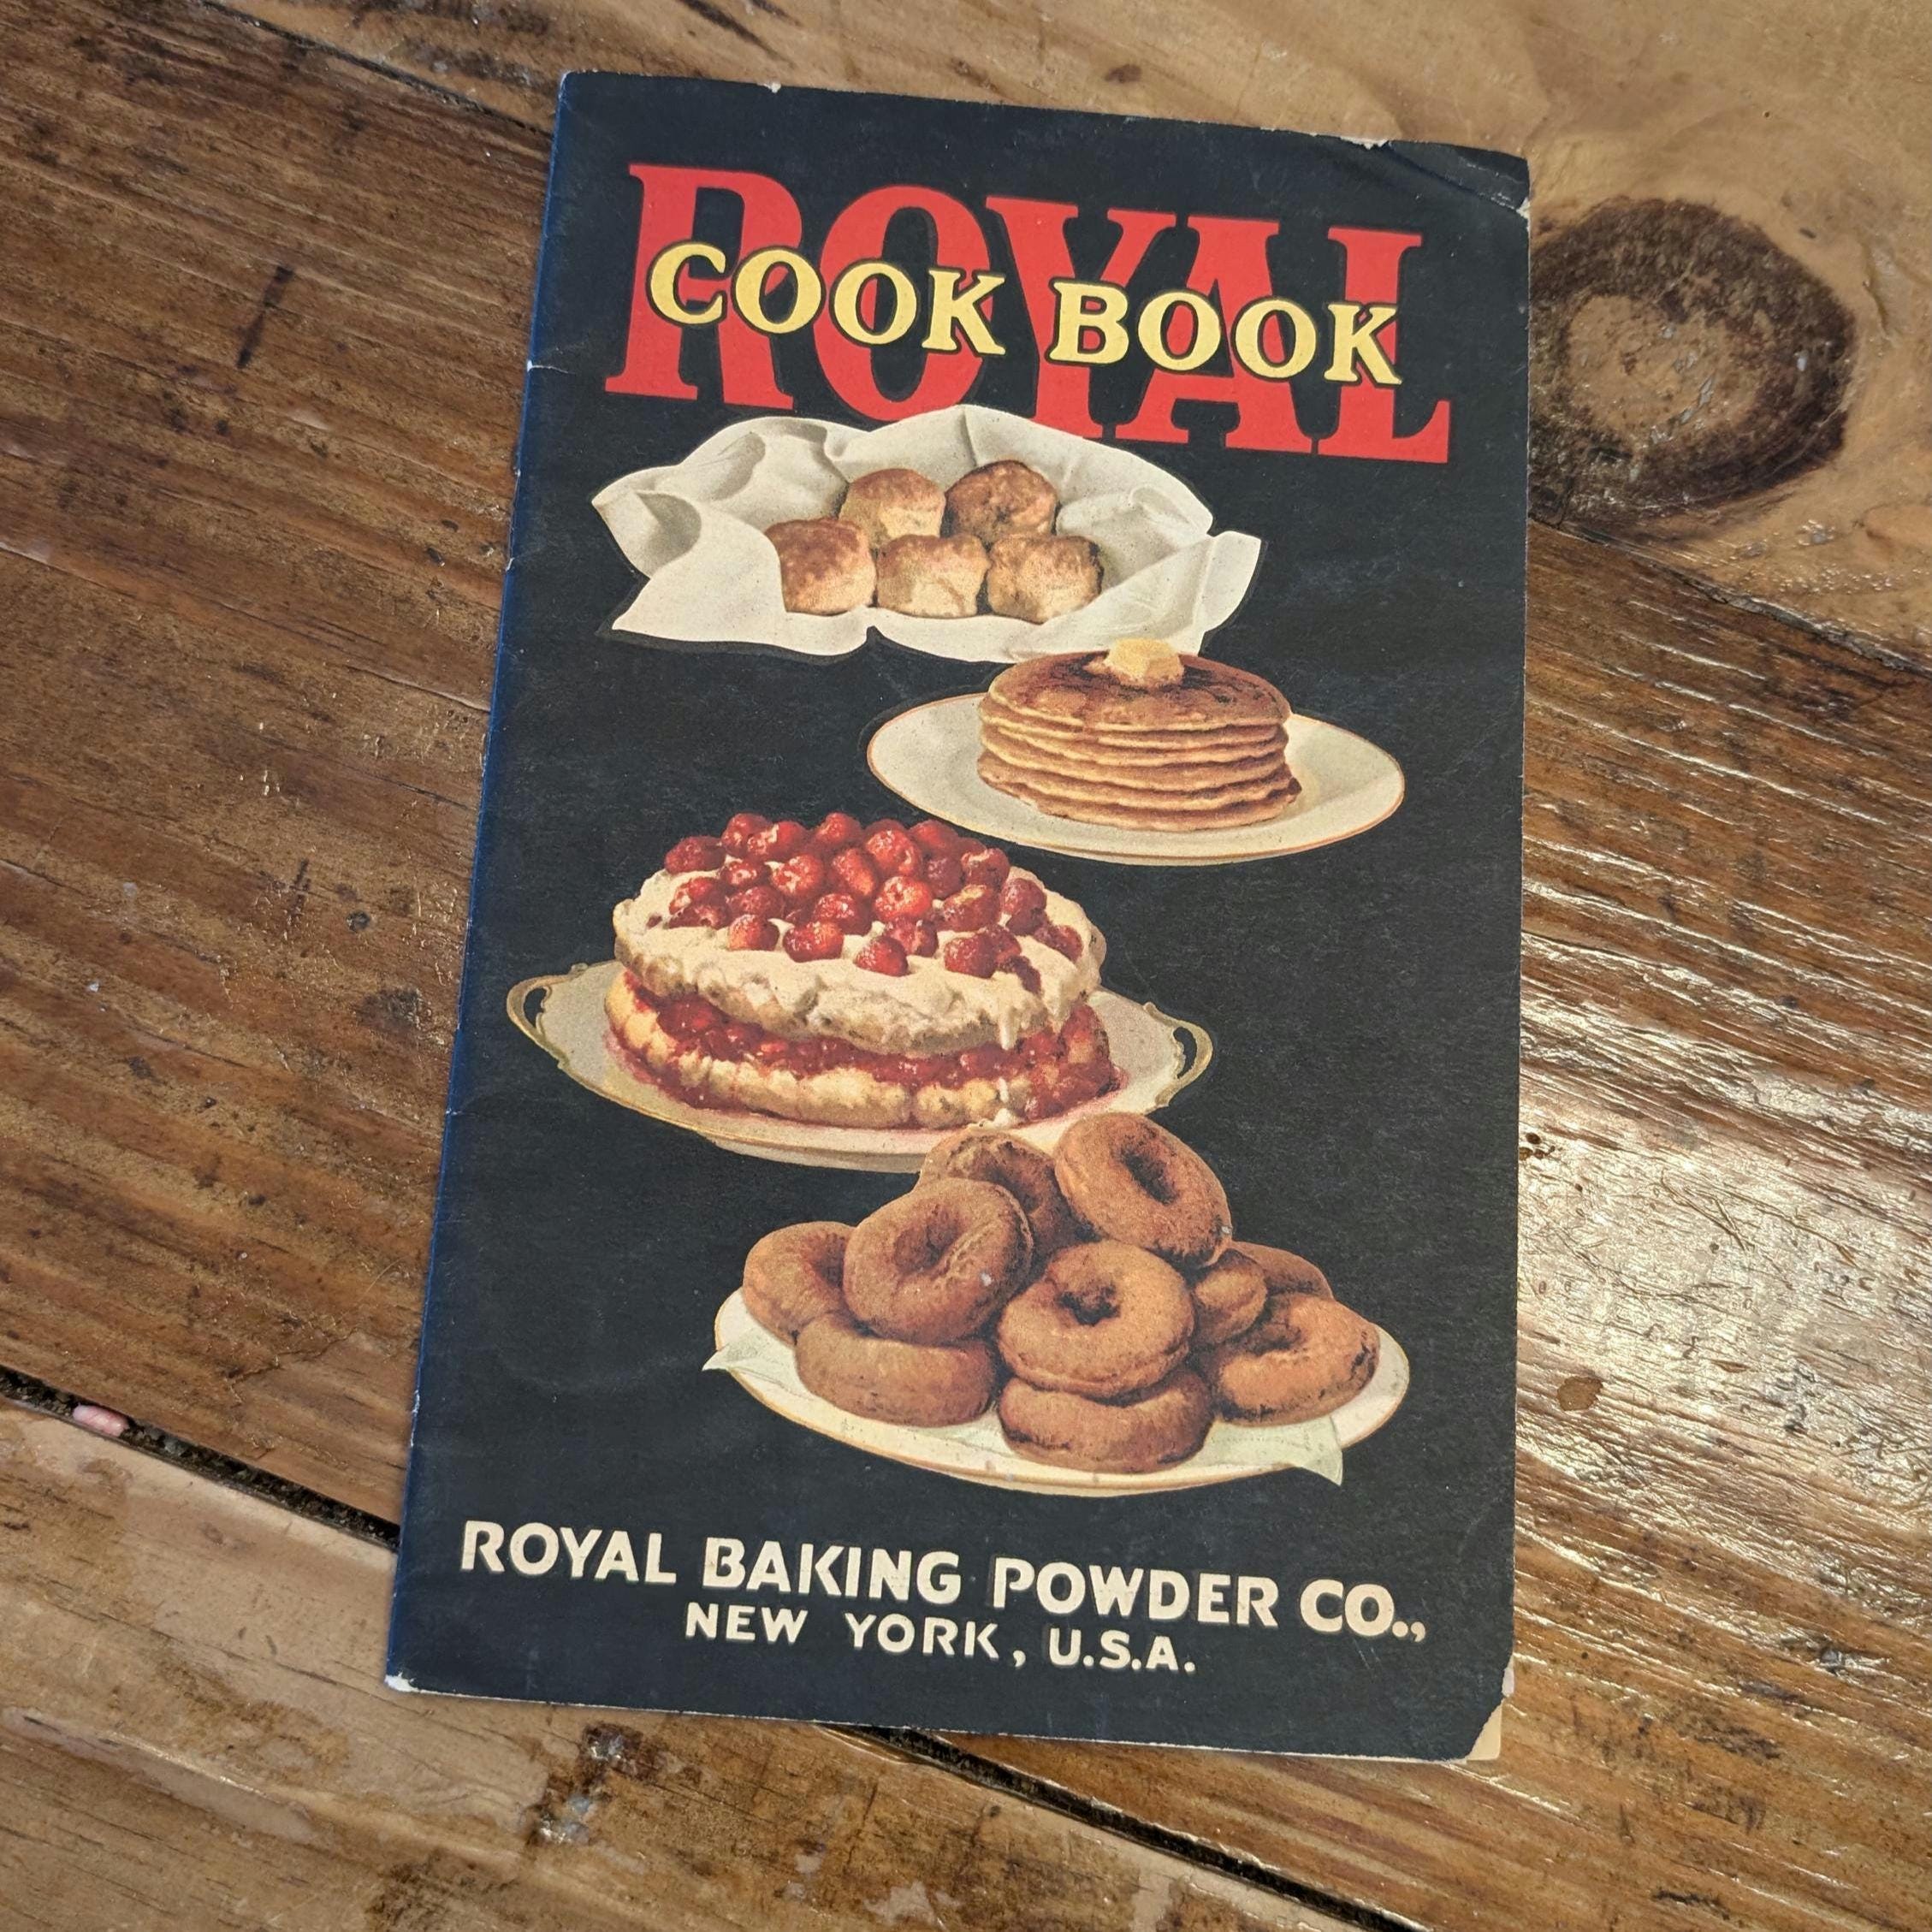 ROYAL
COOK BOOK
ROYAL BAKING POWDER CO.,
NEW YORK, U.S.A.